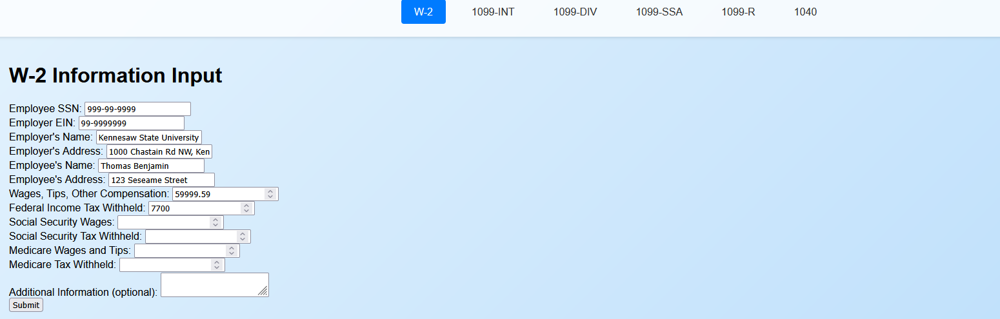 W-2 1099-INT 1099-DIV 1099-SSA 1099-R 1040
W-2 Information Input
Employee SSN: 999-99-9999
Employer EIN: 99-9999999
Employer's Name: Kennesaw State University
Employer's Address: 1000 Chastain Rd NW, Ken
Employee's Name: Thomas Benjamin
Employee's Address: 123 Seseame Street
Wages, Tips, Other Compensation: 59999.59
Federal Income Tax Withheld: 7700
Social Security Wages:
Social Security Tax Withheld:
Medicare Wages and Tips:
Medicare Tax Withheld:
Additional Information (optional):
Submit